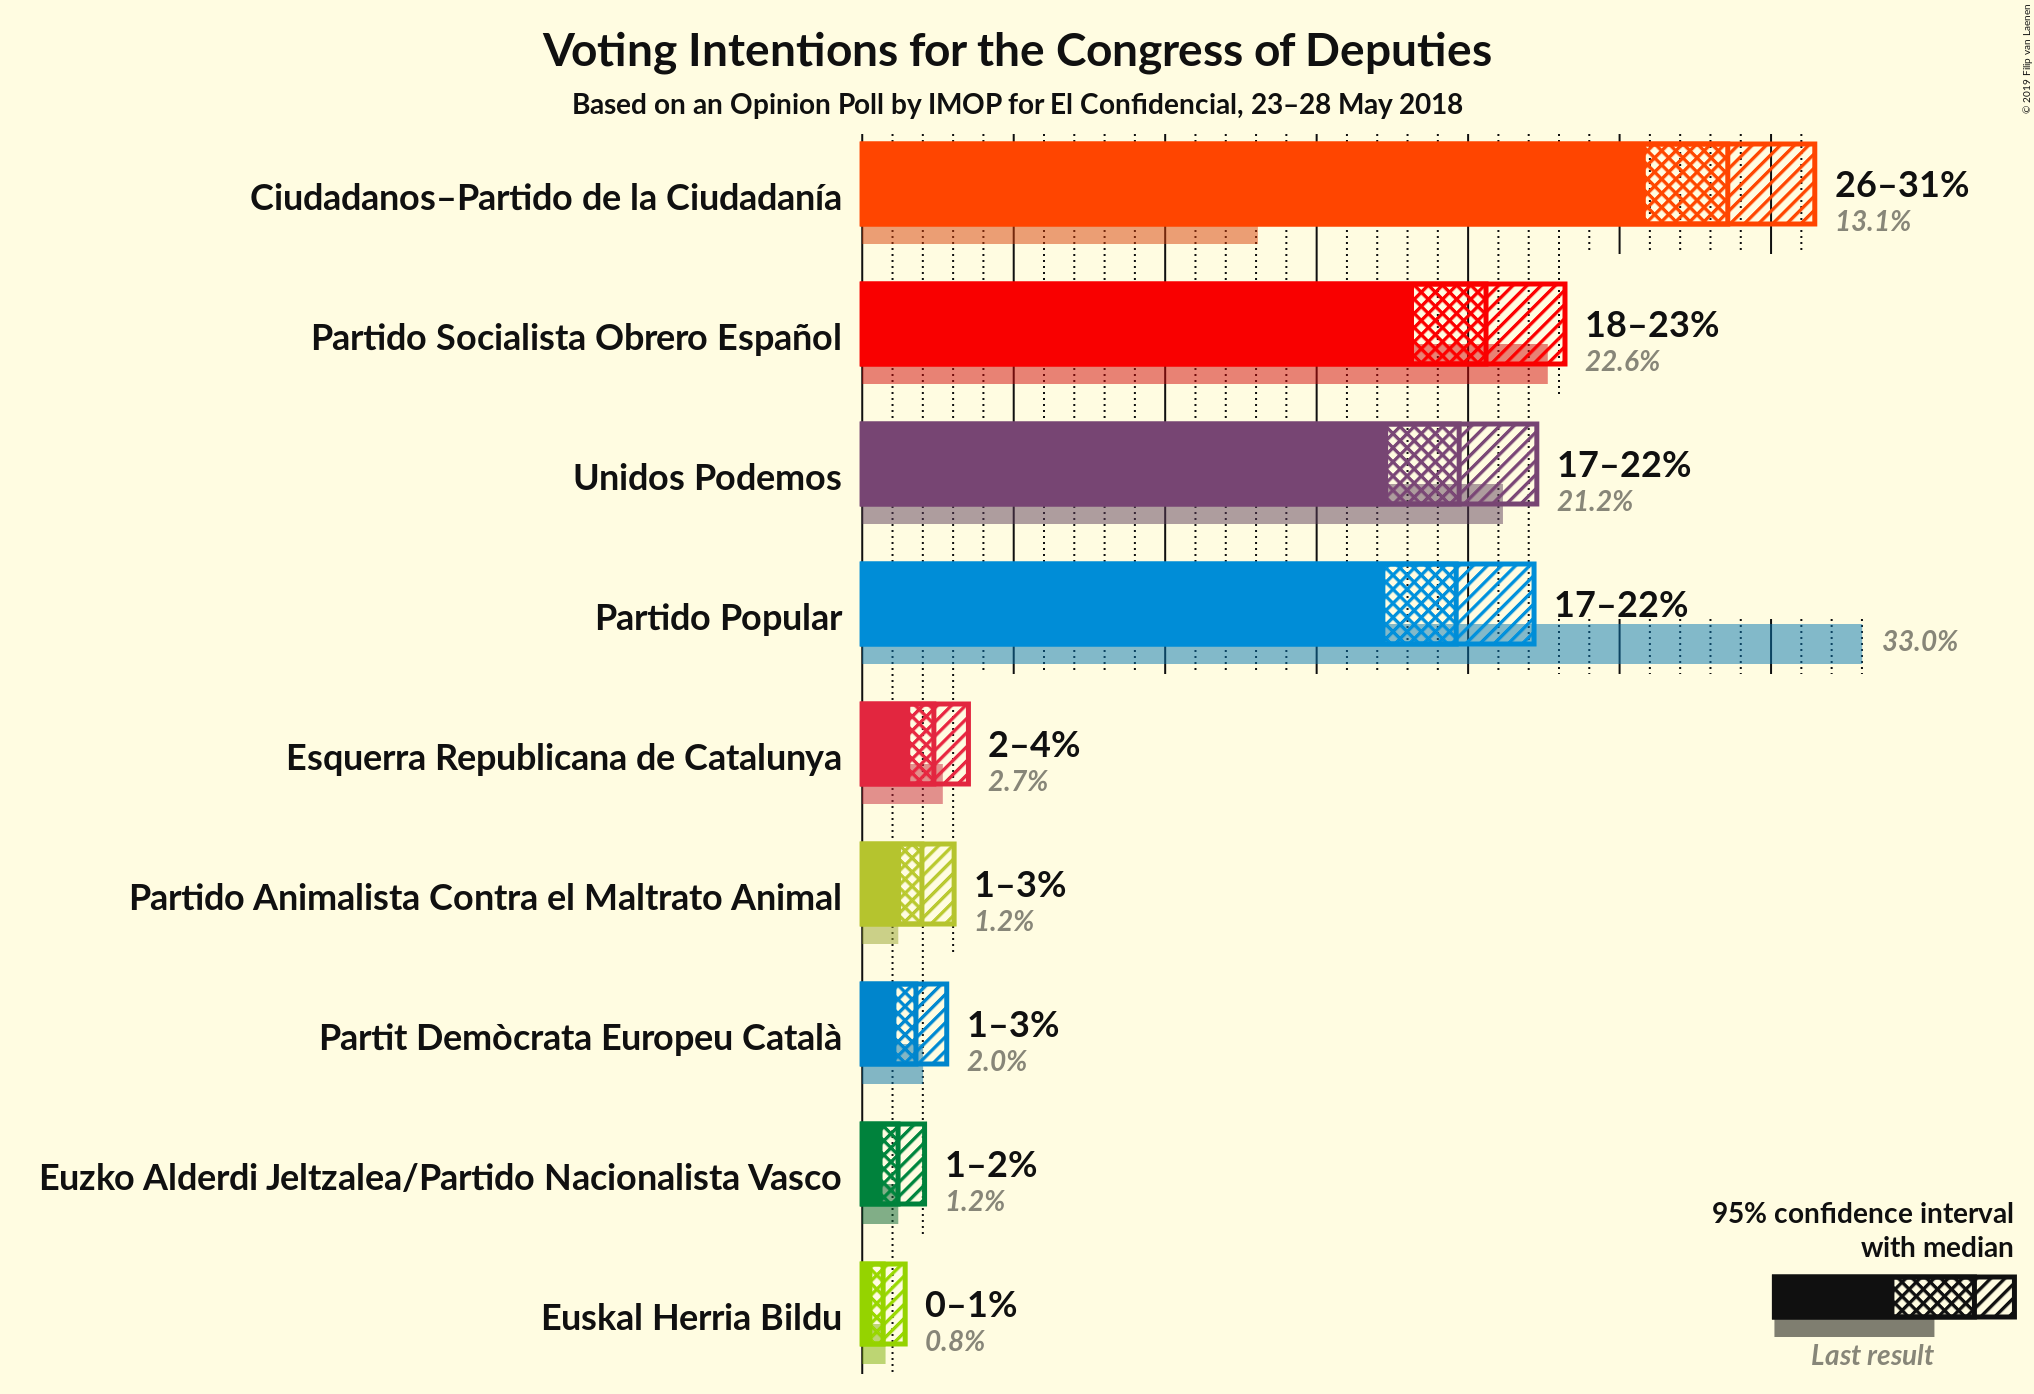 Voting Intentions for the Congress of Deputies
Based on an Opinion Poll by IMOP for El Confidencial, 23–28 May 2018
© 2019 Filip van Laenen
Ciudadanos–Partido de la Ciudadanía
26–31%
13.1%
Partido Socialista Obrero Español
18–23%
22.6%
Unidos Podemos
17–22%
21.2%
Partido Popular
17–22%
33.0%
Esquerra Republicana de Catalunya
2–4%
2.7%
Partido Animalista Contra el Maltrato Animal
1–3%
1.2%
Partit Demòcrata Europeu Català
1–3%
2.0%
Euzko Alderdi Jeltzalea/Partido Nacionalista Vasco
1–2%
1.2%
Euskal Herria Bildu
0–1%
0.8%
95% confidence interval
with median
Last result